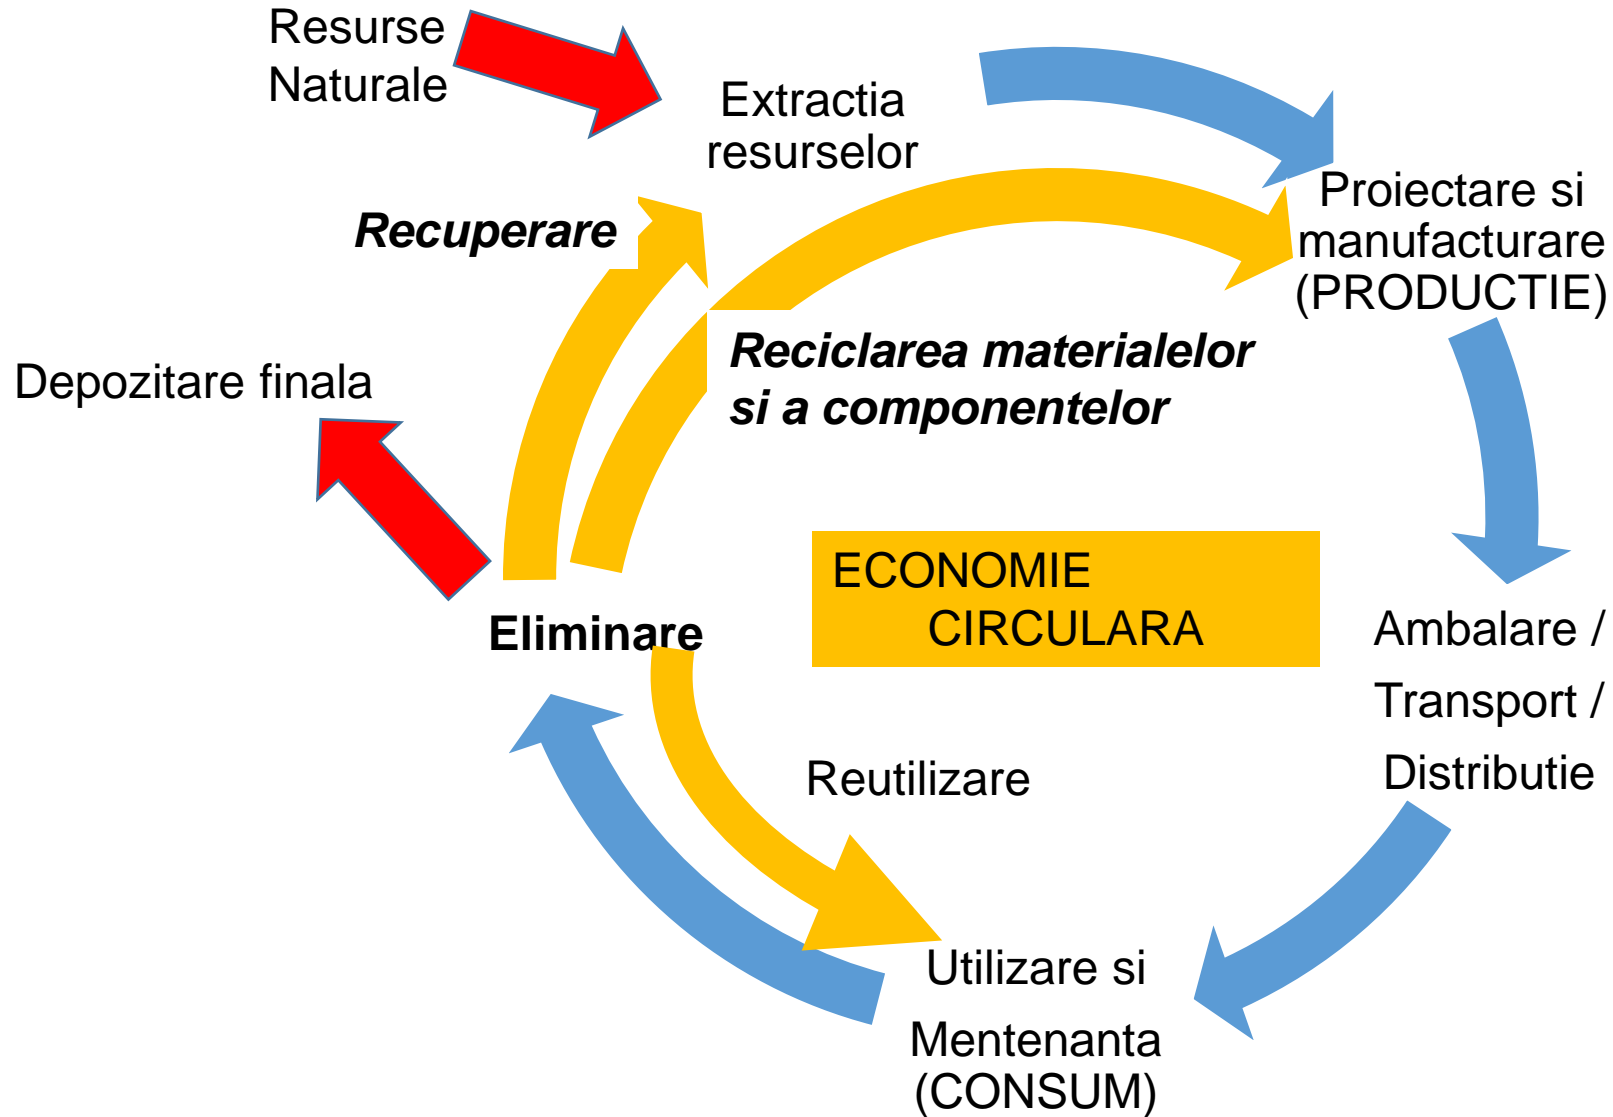 Resurse
Naturale
Extractia
resurselor
Proiectare si
manufacturare
(PRODUCTIE)
Recuperare
Reciclarea materialelor
si a componentelor
Depozitare finala
ECONOMIE
CIRCULARA
Eliminare
Ambalare /
Transport /
Distributie
Reutilizare
Utilizare si
Mentenanta
(CONSUM)